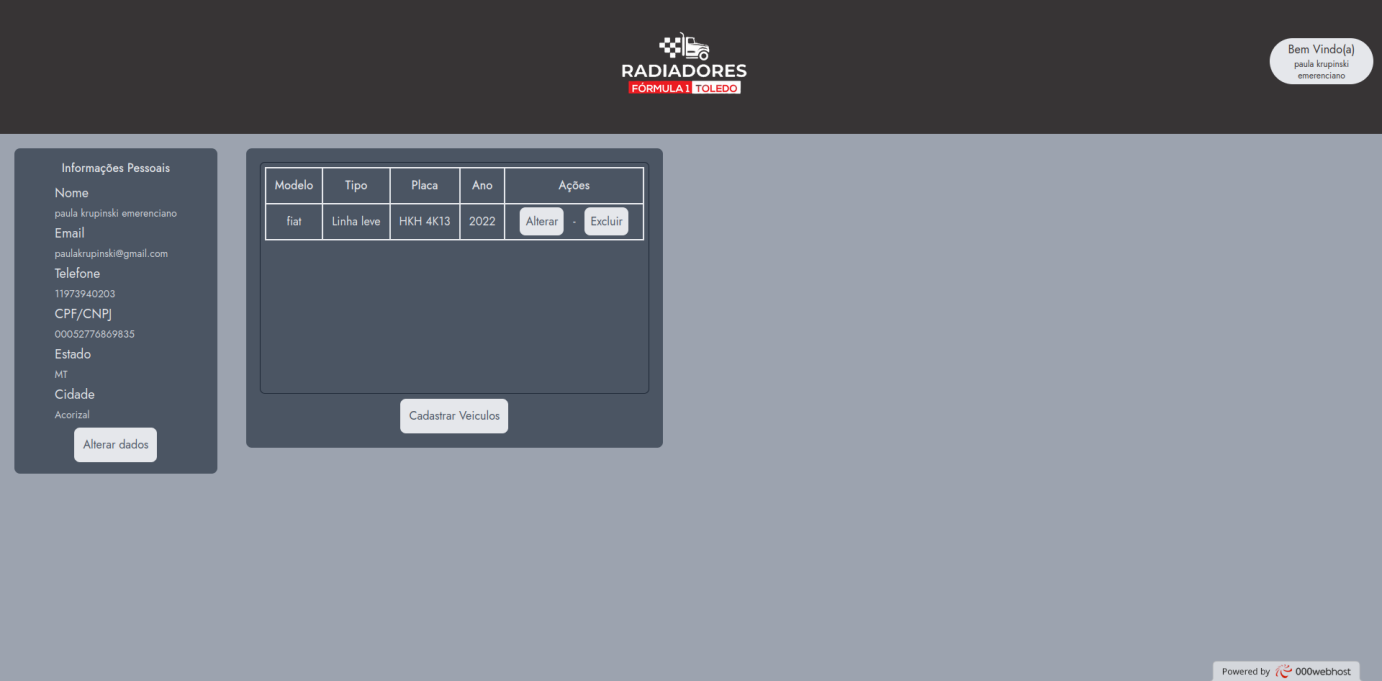 RADIADORES
FÓRMULA 1 TOLEDO
Bem Vindo(a)
paula krupinski
emerenciano
Informações Pessoais
Nome
paula krupinski emerenciano
Email
paulakrupinski@gmail.com
Telefone
11973940203
CPF/CNPJ
00052776869835
Estado
MT
Cidade
Acorizal
Alterar dados
Modelo Tipo Placa Ano Ações
fiat Linha leve HKH 4K13 2022 Alterar - Excluir
Cadastrar Veiculos
Powered by 000webhost